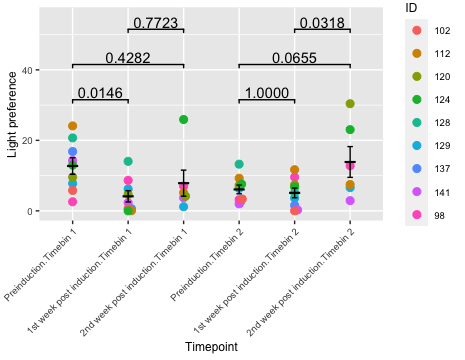 0.7723
0.0318
0.4282
0.0655
0.0146
1.0000
Light preference
40
20
0
Preinduction.Timebin 1
1st week post induction.Timebin 1
2nd week post induction.Timebin 1
Preinduction.Timebin 2
1st week post induction.Timebin 2
2nd week post induction.Timebin 2
Timepoint
ID
102
112
120
124
128
129
137
141
98